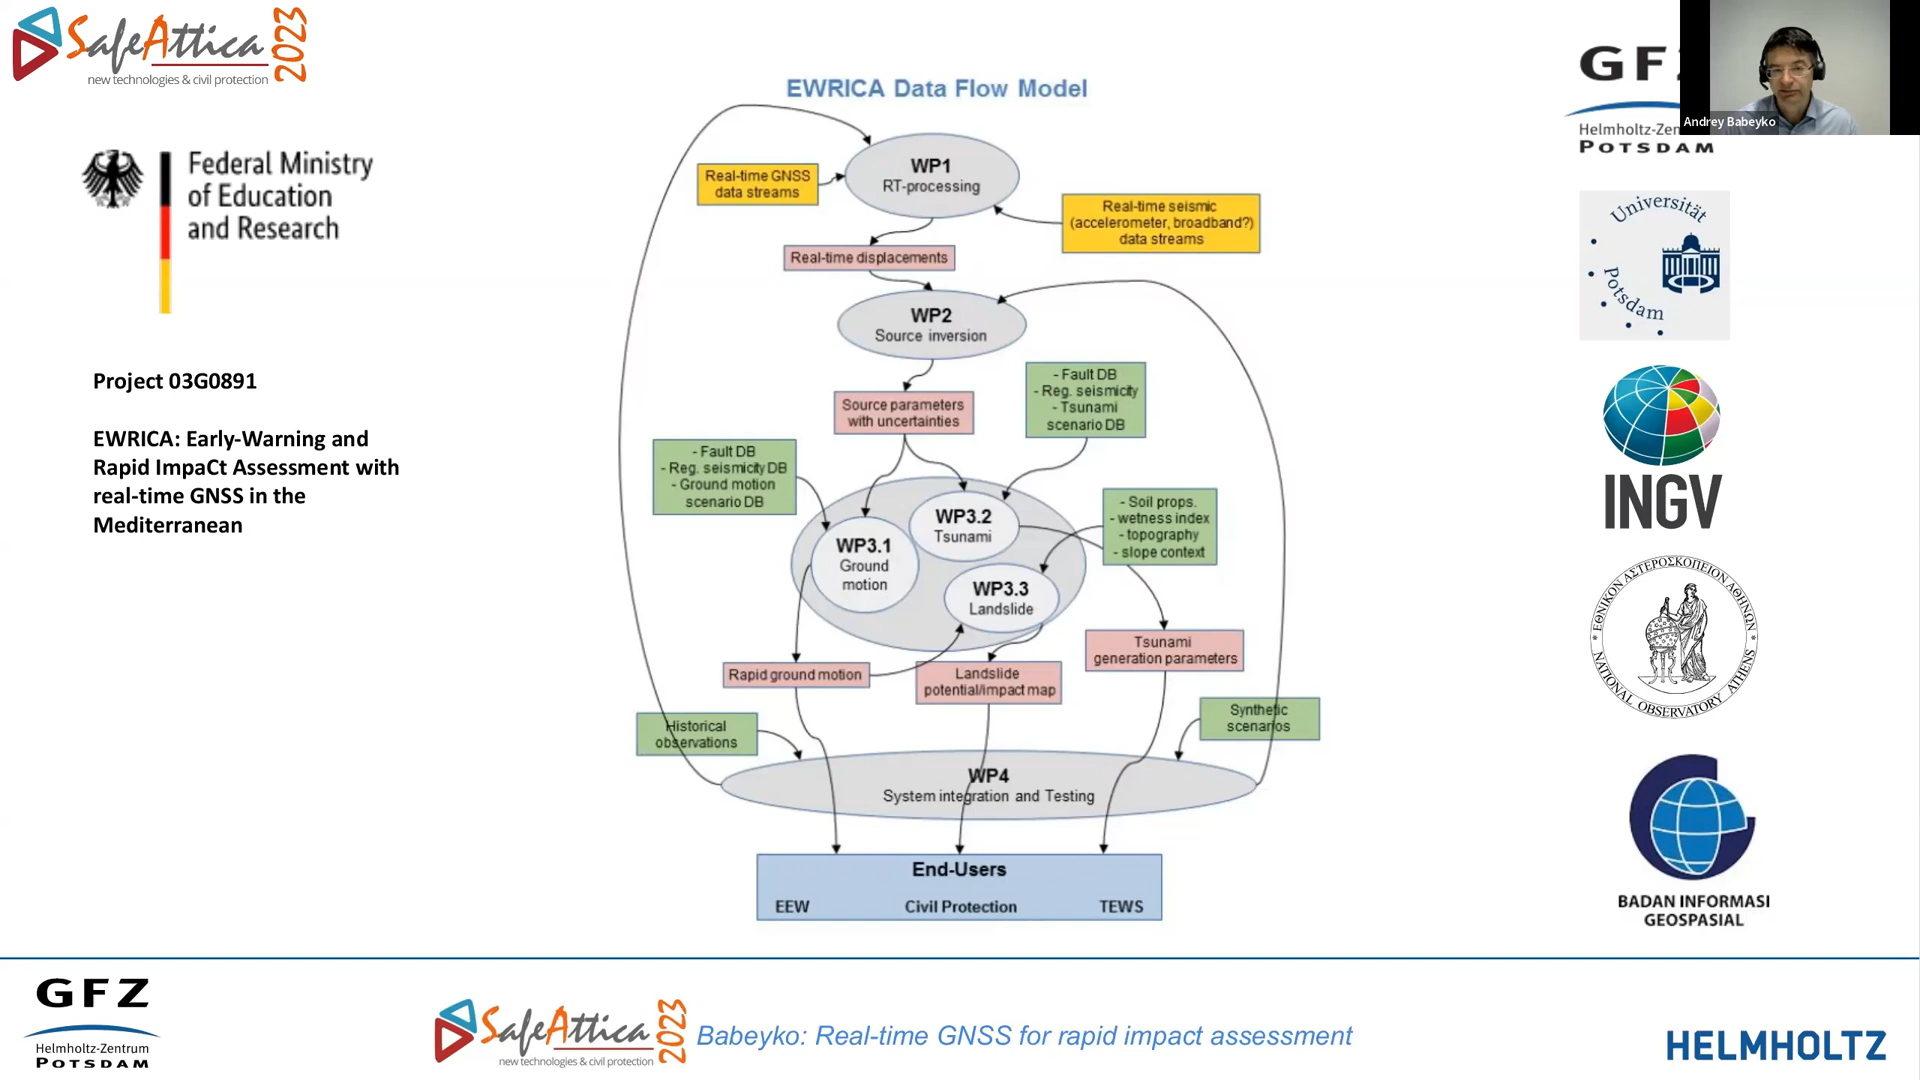 SafeAttica 2023
new technologies & civil protection
Federal Ministry
of Education
and Research
Project 03G0891
EWRICA: Early-Warning and
Rapid ImpaCt Assessment with
real-time GNSS in the
Mediterranean
EWRICA Data Flow Model
WP1
RT-processing
Real-time GNSS
data streams
Real-time seismic
(accelerometer, broadband?)
data streams
Real-time displacements
WP2
Source inversion
Source parameters
with uncertainties
- Fault DB
- Reg. seismicity
- Tsunami
scenario DB
- Fault DB
- Reg. seismicity DB
- Ground motion
scenario DB
WP3.1
Ground
motion
WP3.2
Tsunami
WP3.3
Landslide
- Soil props.
- wetness index
- topography
- slope context
Rapid ground motion
Landslide
potential/impact map
Tsunami
generation parameters
Historical
observations
Synthetic
scenarios
WP4
System integration and Testing
End-Users
EEW Civil Protection TEWS
GF
Helmholtz-Zen
POTSDAM
Andrey Babeyko
Universität
Potsdam
INGV
ΕΘΝΙΚΟΝ ΑΣΤΕΡΟΣΚΟΠΕΙΟΝ ΑΘΗΝΩΝ
NATIONAL OBSERVATORY ATHENS
BADAN INFORMASI
GEOSPASIAL
GFZ
Helmholtz-Zentrum
POTSDAM
SafeAttica 2023
new technologies & civil protection
Babeyko: Real-time GNSS for rapid impact assessment
HELMHOLTZ